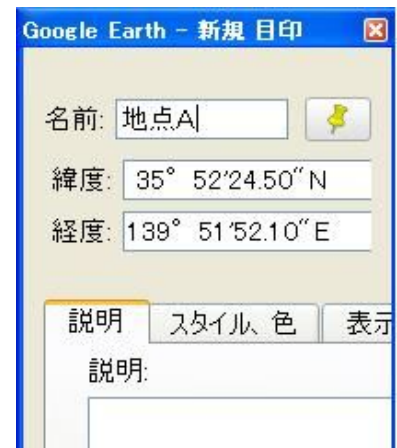 Google Earth - 新規 目印
名前: 地点A
緯度: 35° 52'24.50"N
経度: 139° 51'52.10"E
説明 スタイル、色 表示
説明: